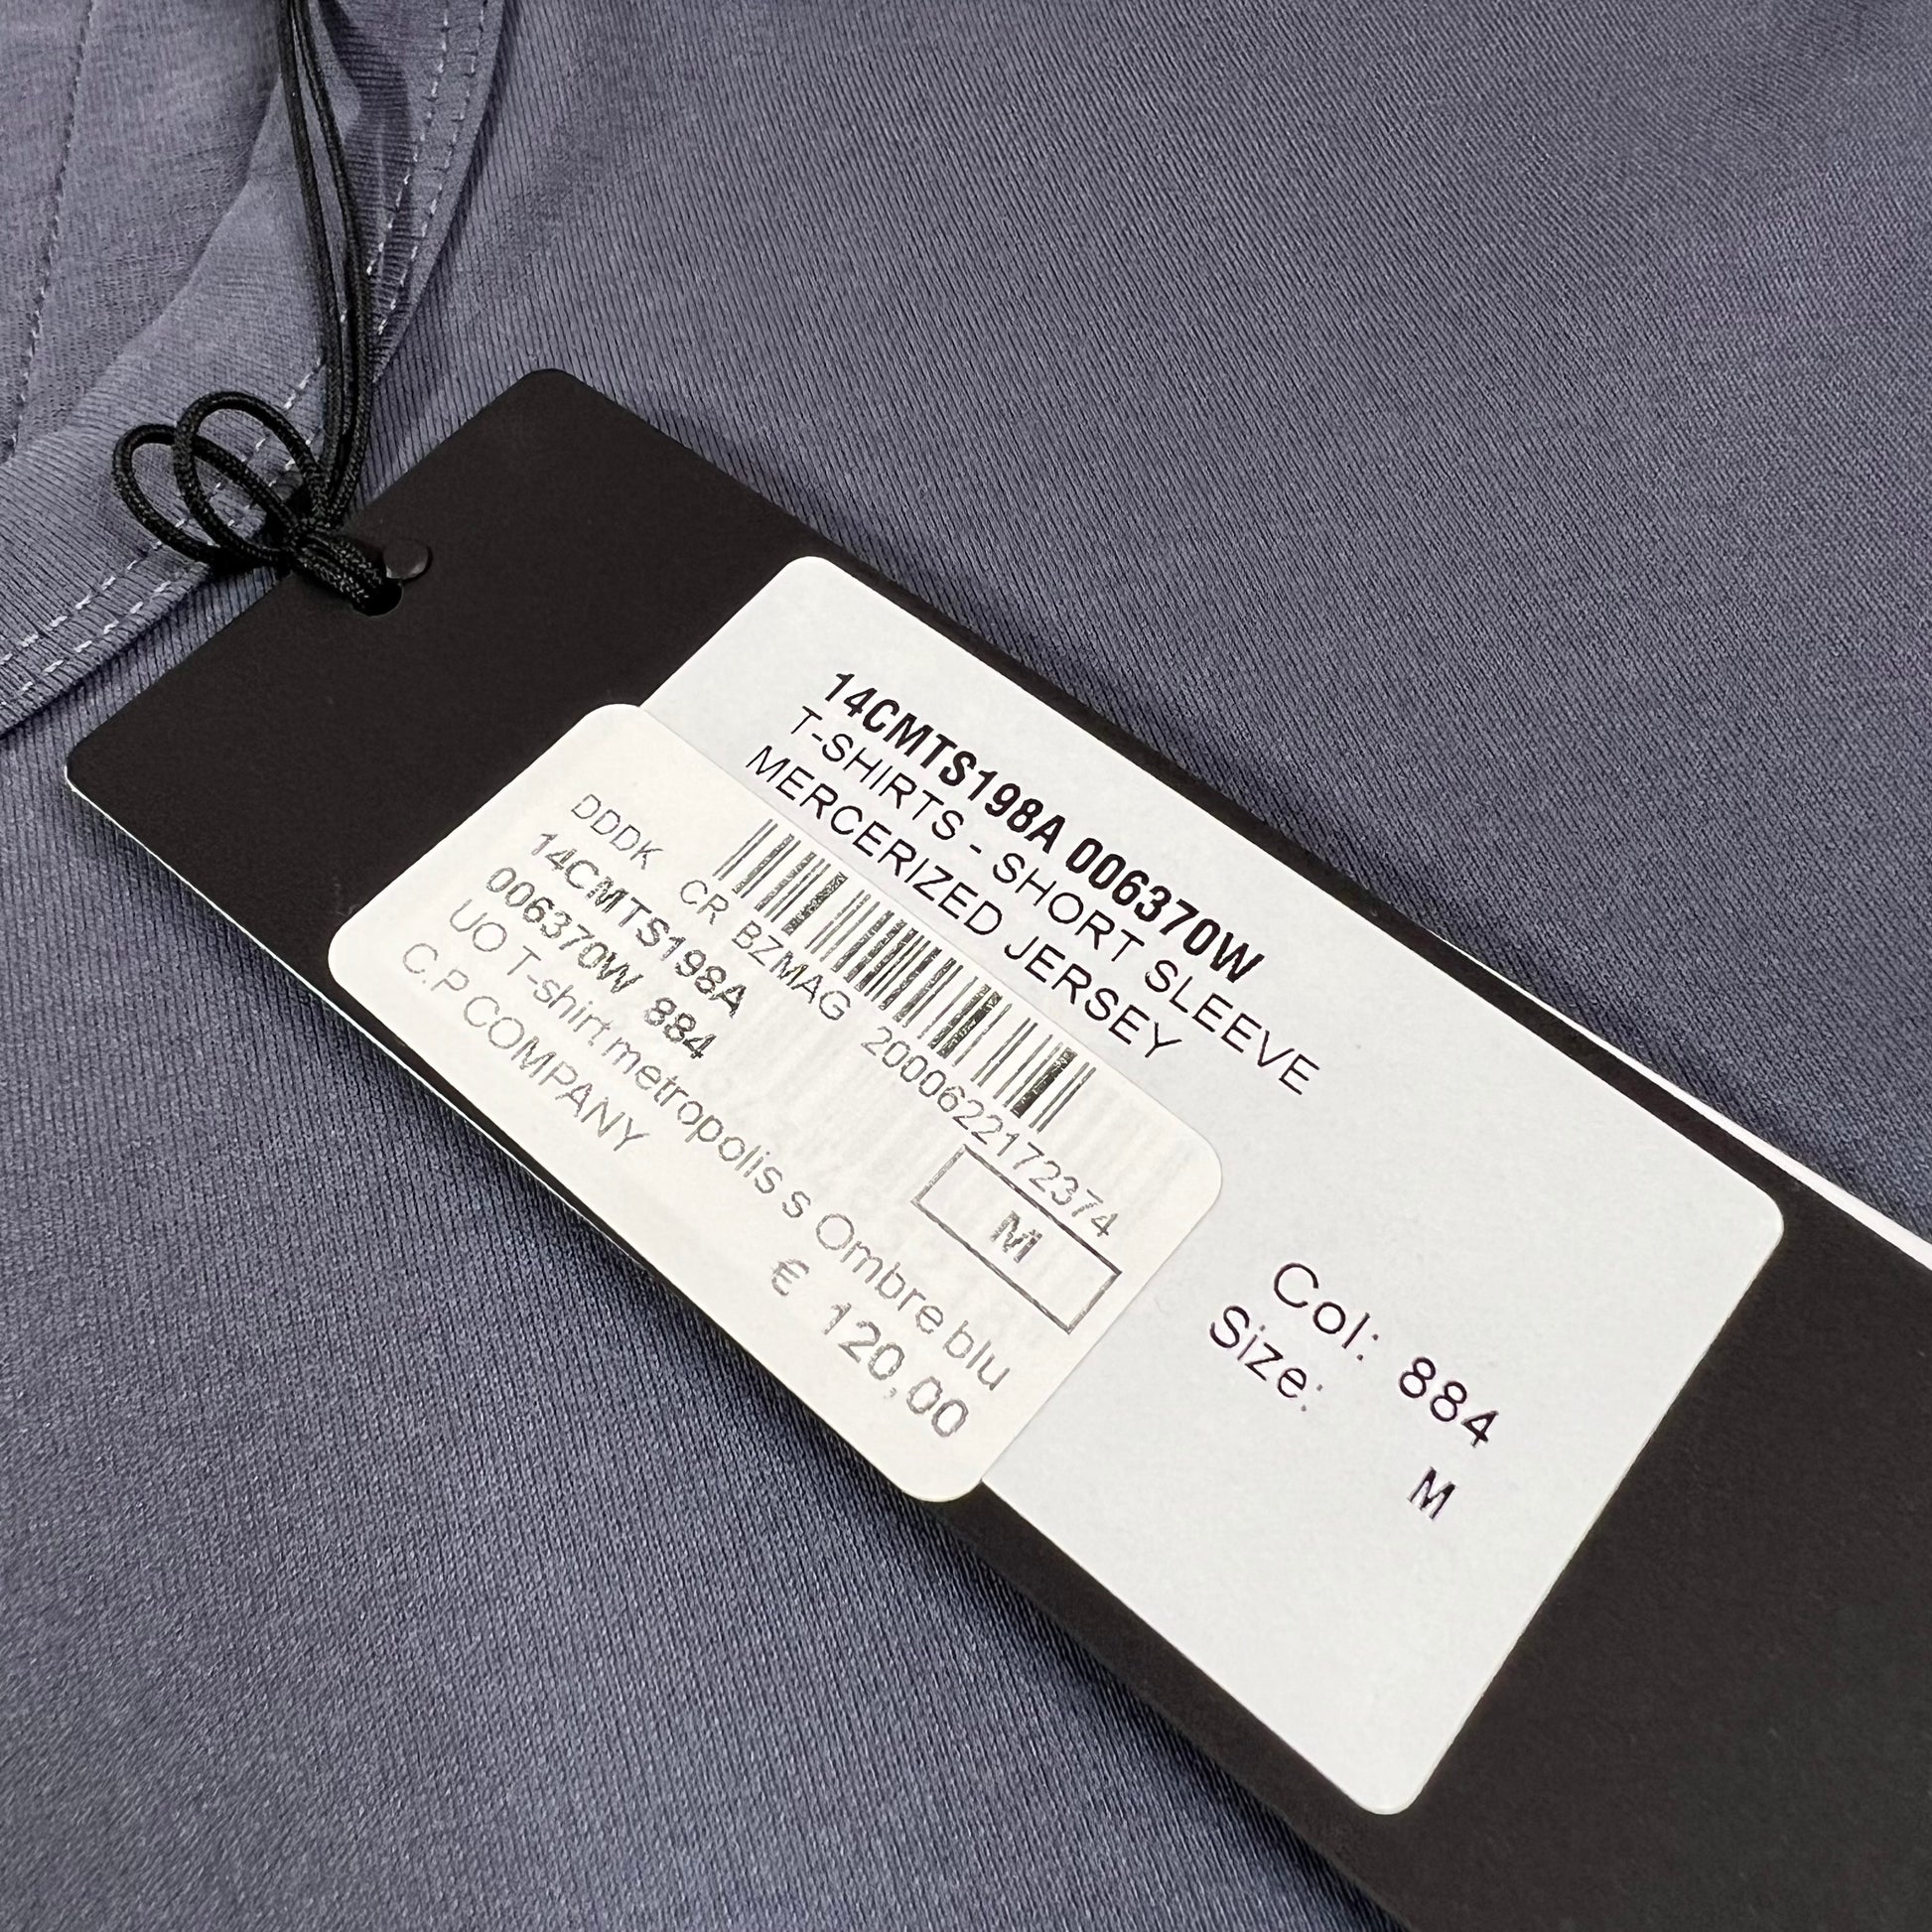 14CMTS198A 006370W
T-SHIRTS - SHORT SLEEVE
MERCERIZED JERSEY
Col: 884
Size: M
DDDK CR BZMAG 2000622172374
14CMTS198A
006370W 884
M
UO T-shirt metropolis s Ombre blu
C.P COMPANY
€ 120,00